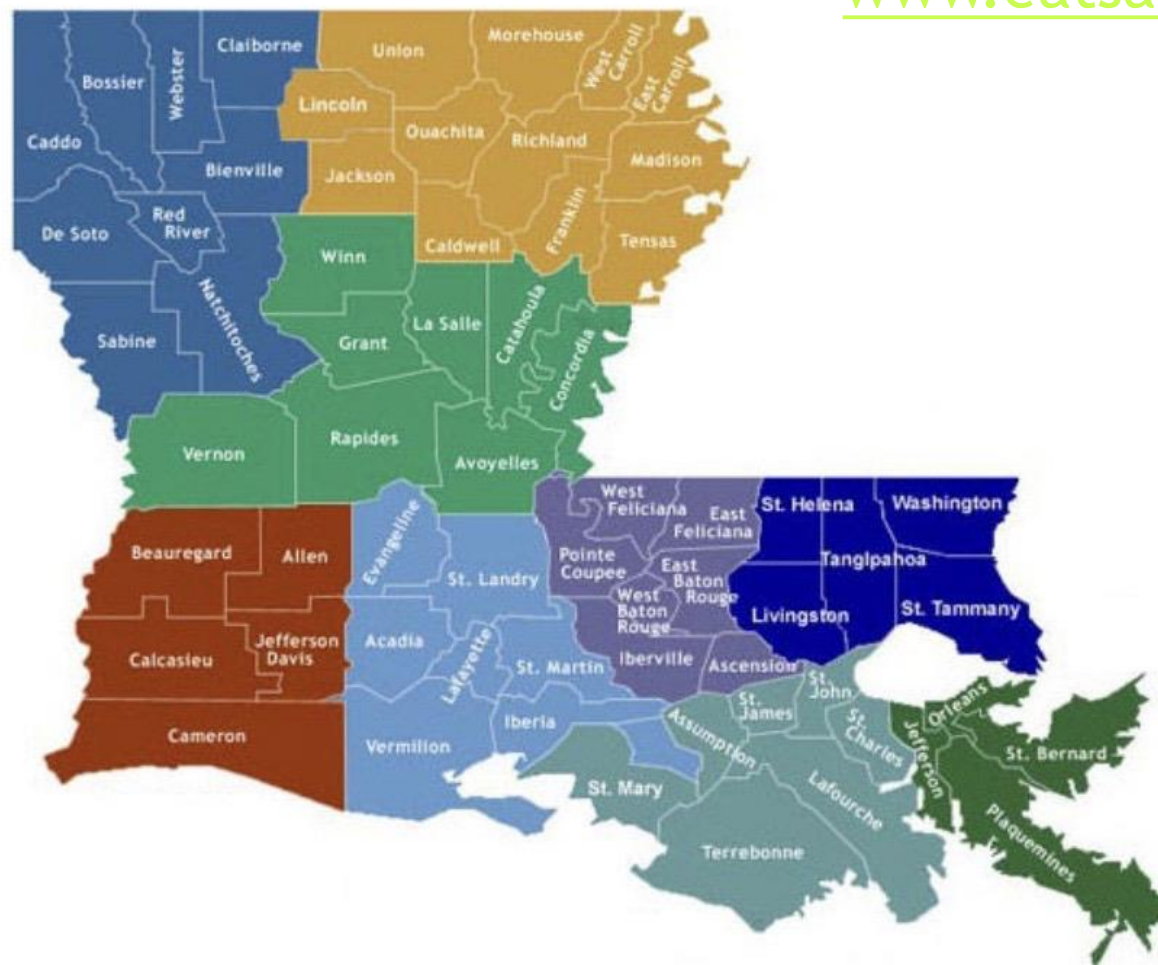 www.eatsa
Claiborne
Union
Morehouse
West
Carroll
East
Carroll
Webster
Bossier
Lincoln
Caddo
Ouachita
Richland
Madison
Bienville
Jackson
Franklin
De Soto
Red
River
Tensas
Caldwell
Winn
Natchitoches
La Salle
Catahoula
Concordia
Sabine
Grant
Rapides
Vernon
Avoyelles
West
Feliciana
East
Feliciana
St. Helena
Washington
Beauregard
Allen
Evangeline
St. Landry
Pointe
Coupee
East
Baton
Rouge
Tanglpahoa
West
Baton
Rouge
Livingston
St. Tammany
Calcasieu
Jefferson
Davis
Acadia
Lafayette
St. Martin
Iberville
Ascension
St.
John
Cameron
Vermilion
Iberia
Assumption
St.
James
St.
Charles
Jefferson
Orleans
St. Bernard
St. Mary
Lafourche
Plaquemines
Terrebonne